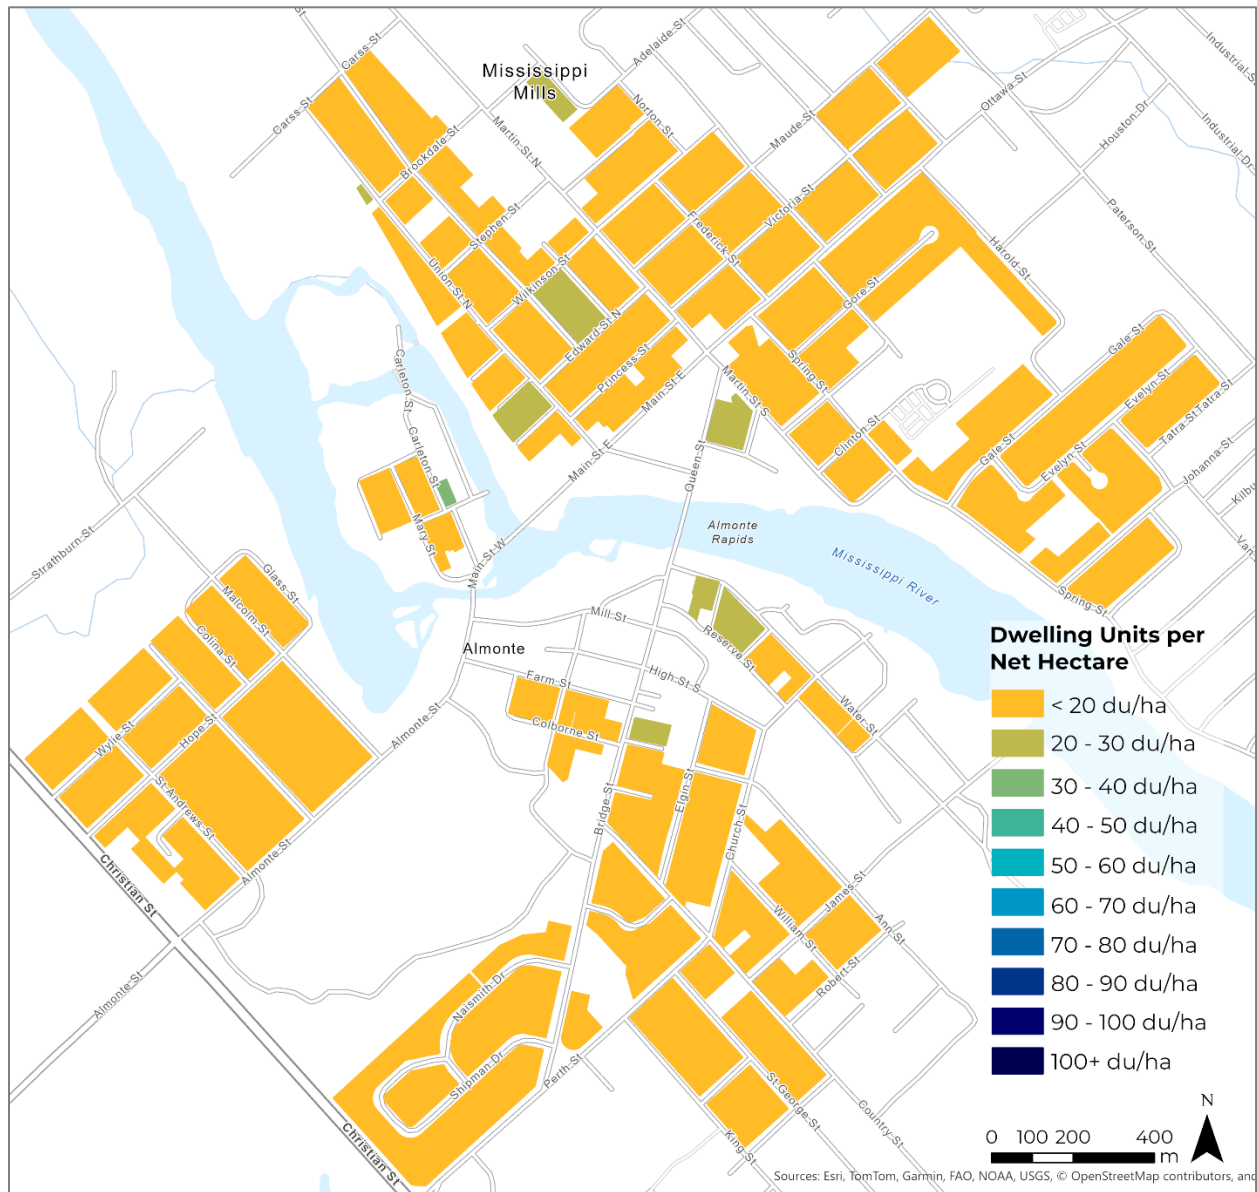 Carss St
Adelaide St
Industrial S
Mississippi
Mills
Ottawa St
Carss St
Norton St
Houston Dr
Industrial Dr
Martin St N
Maude St
Brookdale St
Victoria St
Paterson St
Stephen St
Frederick St
Harold St
Union St N
Wilkinson St
Gore St
Edward St N
Gale St
Carleton St
Princess St
Spring St
Evelyn St
Main St E
Martin St S
Tatra St
Tatra St
Clinton St
Carleton St
Main St E
Queen St
Gale St
Evelyn St
Johanna St
Kilbu
Mary St
Almonte
Rapids
Van
Strathburn St
Main St W
Mississippi River
Glass St
Malcolm St
Mill St
Spring St
Reserve St
Colina St
Almonte
High St S
Farm St
Water St
Wylie St
Hope St
Almonte St
Colborne St
St Andrews St
Elgin St
Bridge St
Church St
Almonte St
Christian St
James St
William St
Ann St
Robert St
Almonte St
Naismith Dr
Shipman Dr
Perth St
St George St
Country St
King St
Christian St
Dwelling Units per
Net Hectare
< 20 du/ha
20 - 30 du/ha
30 - 40 du/ha
40 - 50 du/ha
50 - 60 du/ha
60 - 70 du/ha
70 - 80 du/ha
80 - 90 du/ha
90 - 100 du/ha
100+ du/ha
N
0 100 200 400
m
Sources: Esri, TomTom, Garmin, FAO, NOAA, USGS, © OpenStreetMap contributors, and